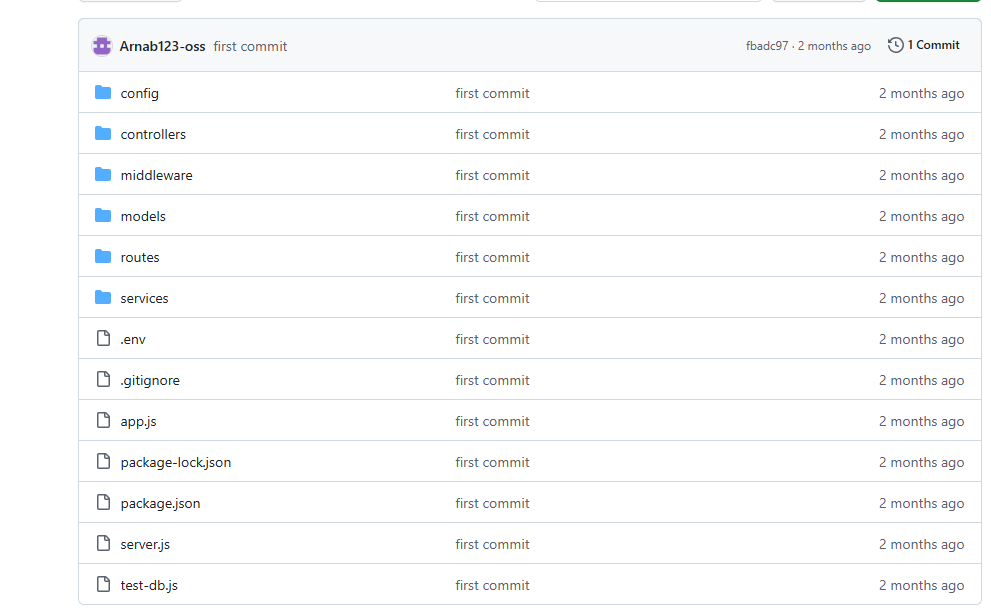 Arnab123-oss first commit fbadc97 · 2 months ago 1 Commit
config first commit 2 months ago
controllers first commit 2 months ago
middleware first commit 2 months ago
models first commit 2 months ago
routes first commit 2 months ago
services first commit 2 months ago
.env first commit 2 months ago
.gitignore first commit 2 months ago
app.js first commit 2 months ago
package-lock.json first commit 2 months ago
package.json first commit 2 months ago
server.js first commit 2 months ago
test-db.js first commit 2 months ago